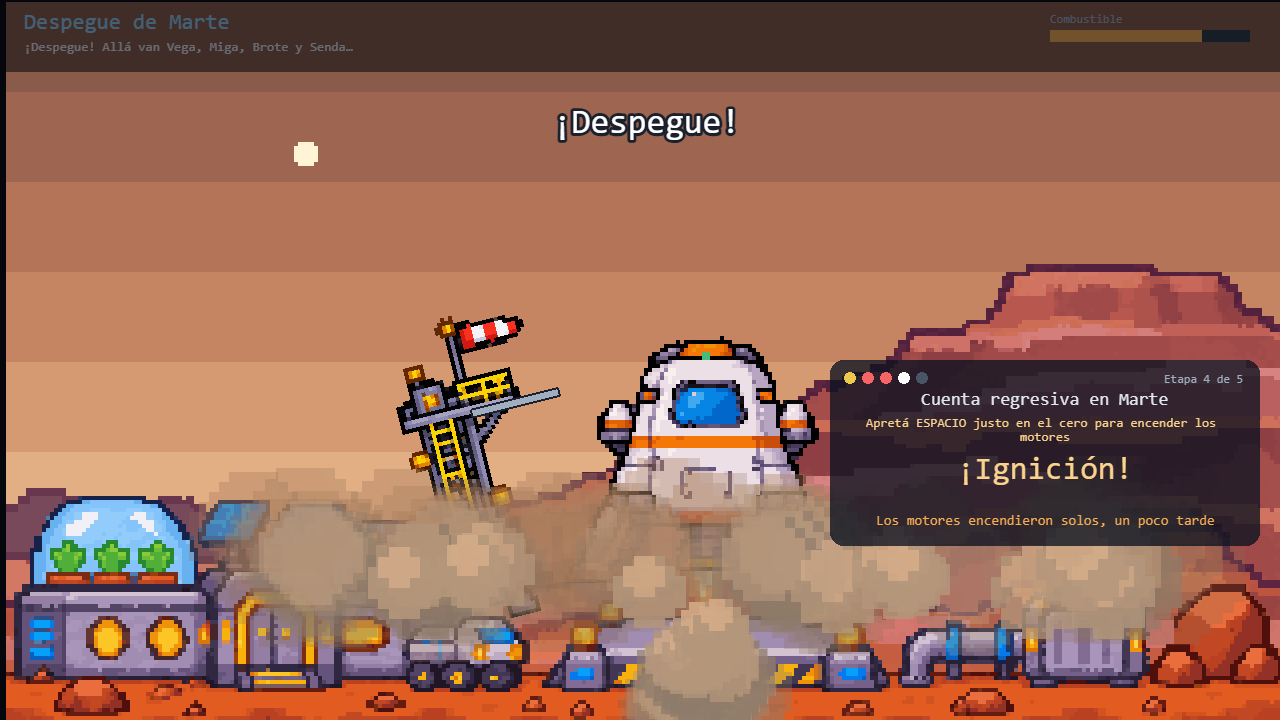 Despegue de Marte
¡Despegue! Allá van Vega, Miga, Brote y Senda…
Combustible
¡Despegue!
Etapa 4 de 5
Cuenta regresiva en Marte
Apretá ESPACIO justo en el cero para encender los
motores
¡Ignición!
Los motores encendieron solos, un poco tarde